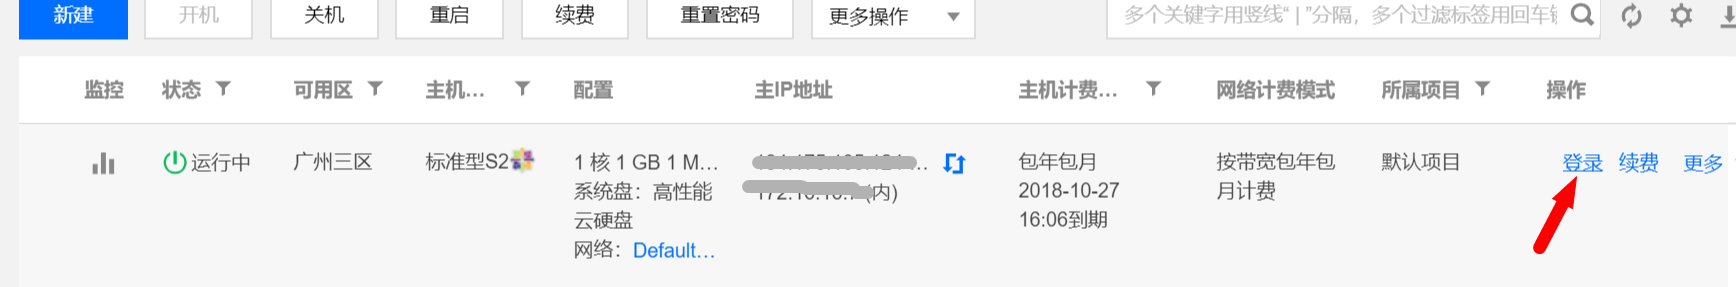 新建 开机 关机 重启 续费 重置密码 更多操作 多个关键字用竖线“ | ”分隔，多个过滤标签用回车键
监控 状态 可用区 主机... 配置 主IP地址 主机计费... 网络计费模式 所属项目 操作
运行中 广州三区 标准型S2 1 核 1 GB 1 M... 包年包月 按带宽包年包 默认项目 登录 续费 更多
系统盘：高性能 (内) 2018-10-27 月计费
云硬盘 16:06到期
网络：Default...